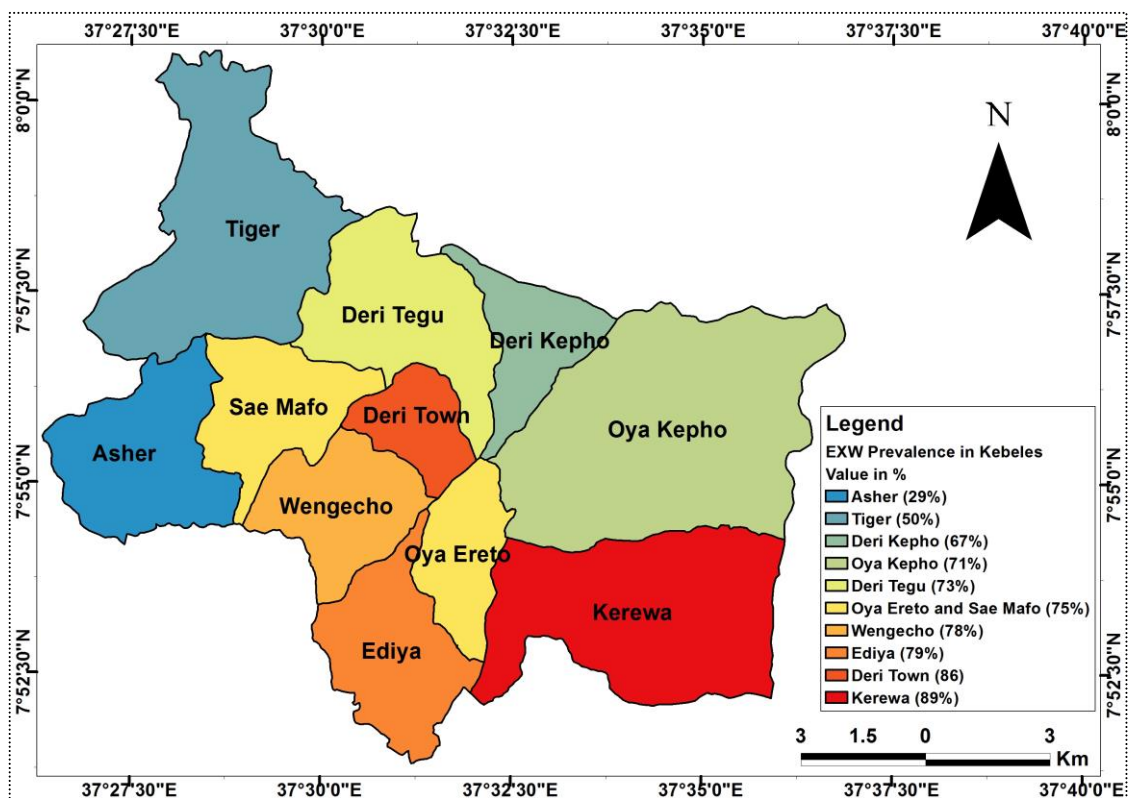 37°27'30"E 37°30'0"E 37°32'30"E 37°35'0"E 37°37'30"E 37°40'0"E
8°0'0"N
8°0'0"N
N
Tiger
7°57'30"N
7°57'30"N
Deri Tegu
Deri Kepho
Sae Mafo
Deri Town
Oya Kepho
Asher
7°55'0"N
7°55'0"N
Wengecho
Oya Ereto
Kerewa
Ediya
7°52'30"N
7°52'30"N
Legend
EXW Prevalence in Kebeles
Value in %
Asher (29%)
Tiger (50%)
Deri Kepho (67%)
Oya Kepho (71%)
Deri Tegu (73%)
Oya Ereto and Sae Mafo (75%)
Wengecho (78%)
Ediya (79%)
Deri Town (86)
Kerewa (89%)
3 1.5 0 3
Km
37°27'30"E 37°30'0"E 37°32'30"E 37°35'0"E 37°37'30"E 37°40'0"E